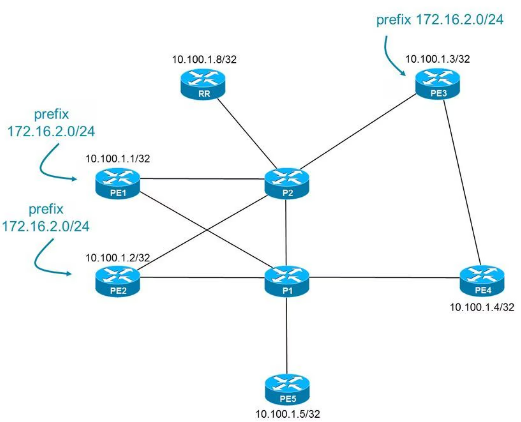 prefix 172.16.2.0/24
10.100.1.8/32
10.100.1.3/32
RR
PE3
prefix
172.16.2.0/24
10.100.1.1/32
PE1
P2
prefix
172.16.2.0/24
10.100.1.2/32
PE2
P1
PE4
10.100.1.4/32
PE5
10.100.1.5/32